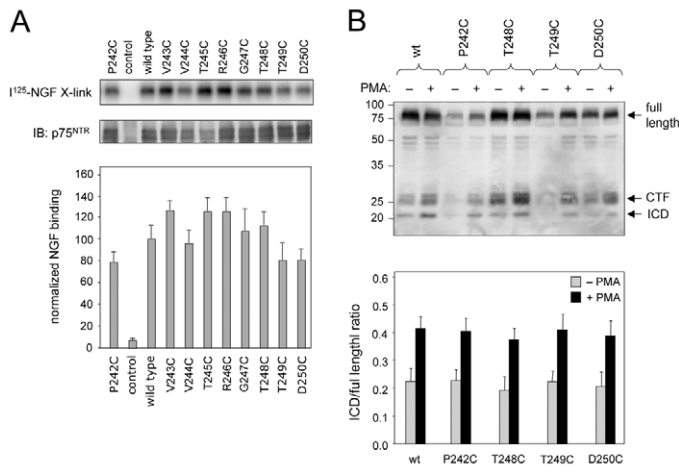 A
P242C
control
wild type
V243C
V244C
T245C
R246C
G247C
T248C
T249C
D250C
I125-NGF X-link
IB: p75NTR
normalized NGF binding
160
140
120
100
80
60
40
20
0
P242C
control
wild type
V243C
V244C
T245C
R246C
G247C
T248C
T249C
D250C
B
wt
P242C
T248C
T249C
D250C
PMA: – + – + – + – + – +
100
75
50
35
25
20
full
length
CTF
ICD
ICD/ful lengthl ratio
0.6
0.5
0.4
0.3
0.2
0.1
0.0
– PMA
+ PMA
wt P242C T248C T249C D250C